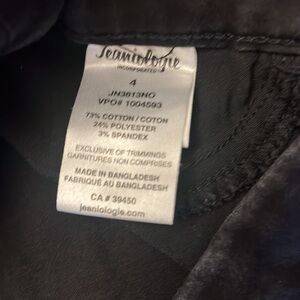 Jeaniologie
INCORPORATED
4
JN3813NO
VPO# 1004593
73% COTTON / COTON
24% POLYESTER
3% SPANDEX
EXCLUSIVE OF TRIMMINGS
GARNITURES NON COMPRISES
MADE IN BANGLADESH
FABRIQUÉ AU BANGLADESH
CA # 39450
jeaniologie.com